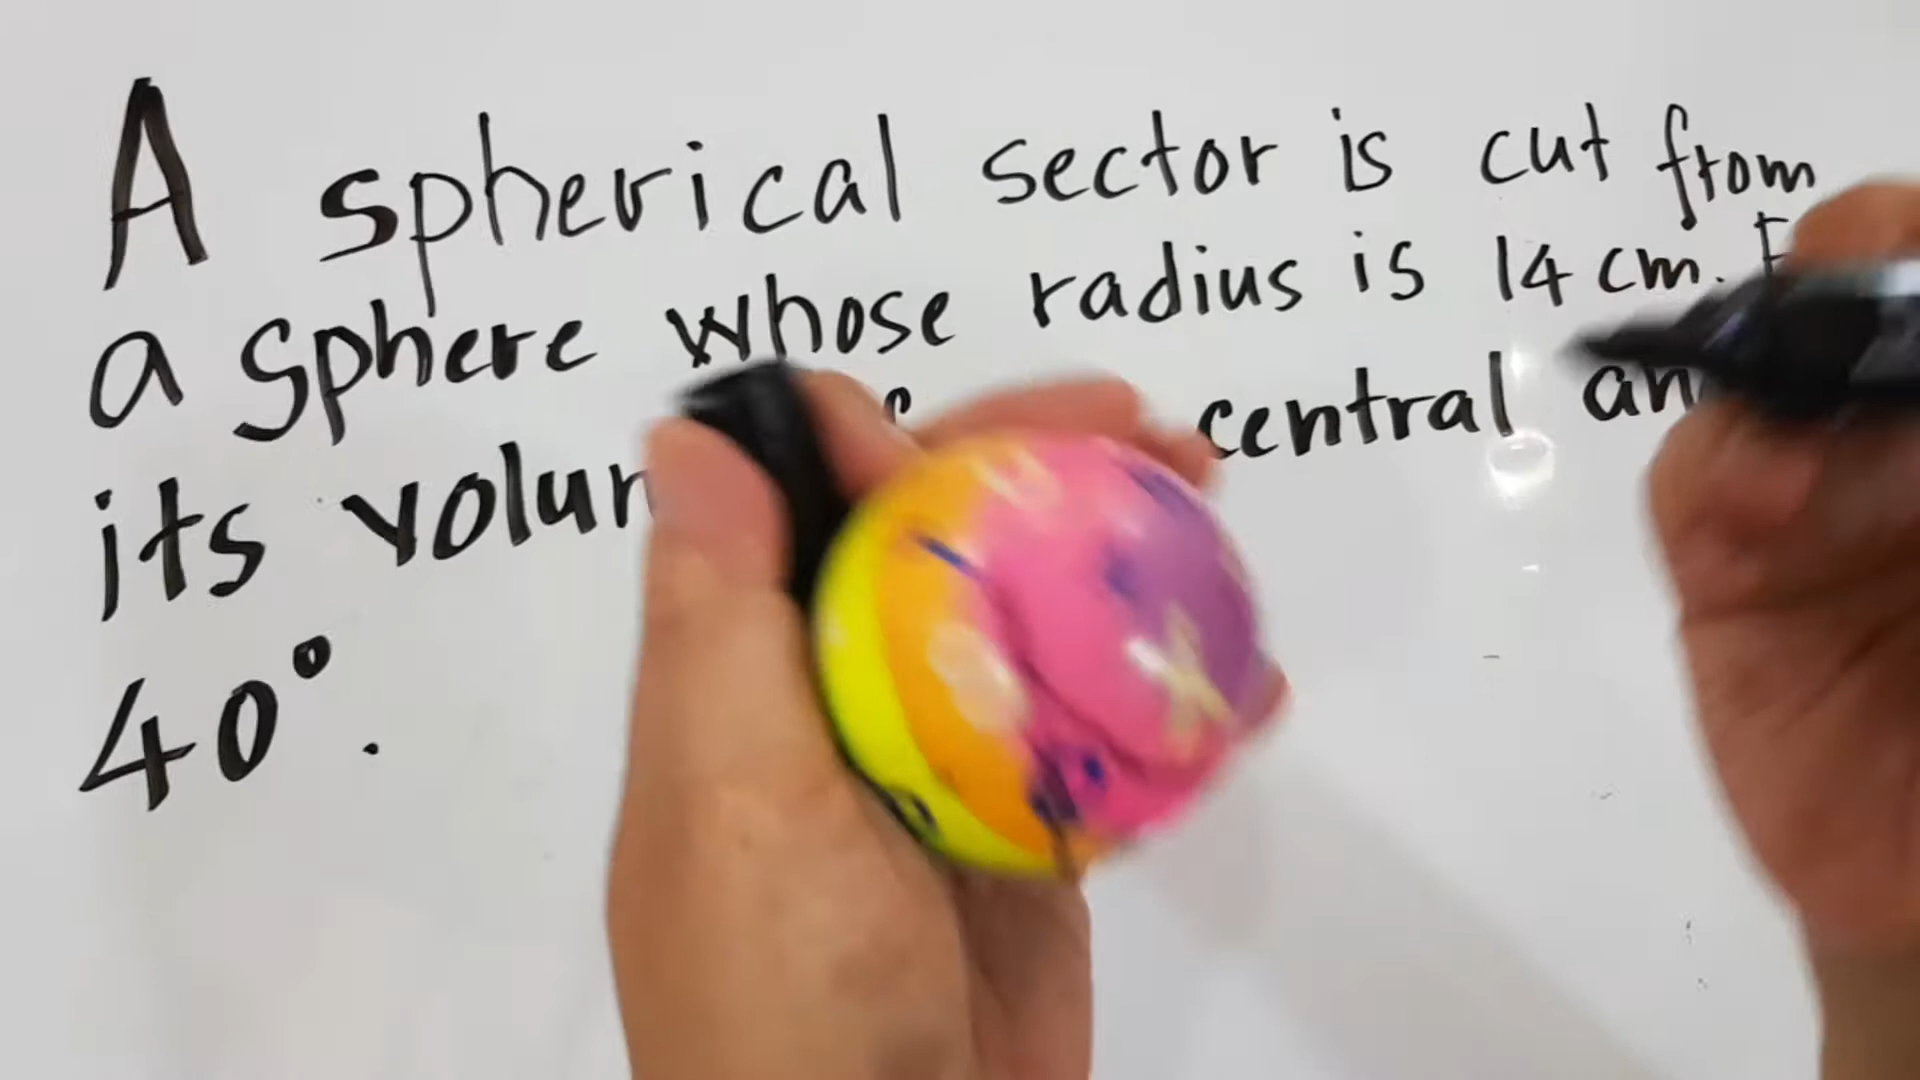 A spherical sector is cut from
a sphere whose radius is 14 cm.
its central
40°.